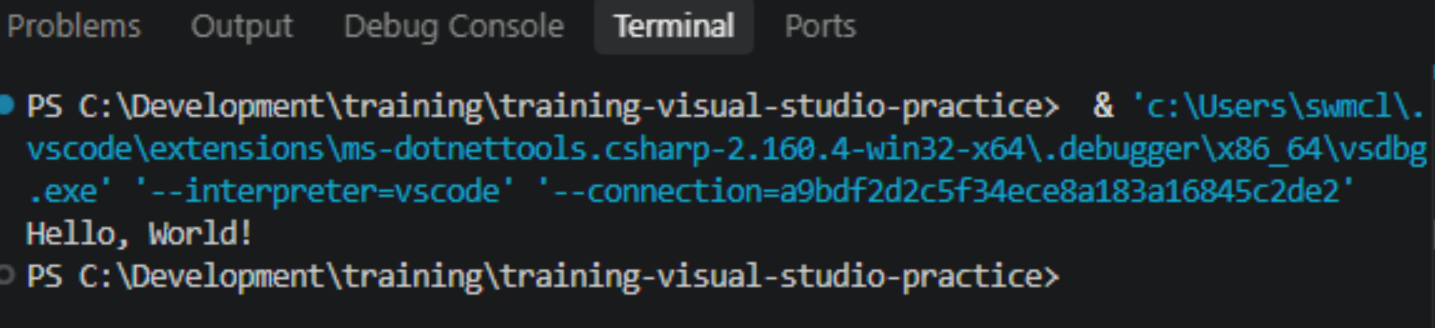 Problems Output Debug Console Terminal Ports
PS C:\Development\training\training-visual-studio-practice>  & 'c:\Users\swmcl\.
vscode\extensions\ms-dotnettools.csharp-2.160.4-win32-x64\.debugger\x86_64\vsdbg
.exe' '--interpreter=vscode' '--connection=a9bdf2d2c5f34ece8a183a16845c2de2'
Hello, World!
PS C:\Development\training\training-visual-studio-practice>